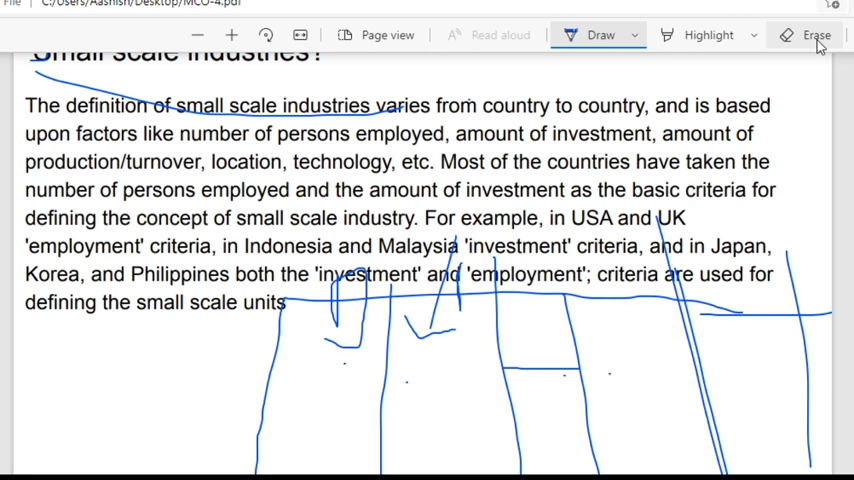 File C:/Users/Aashish/Desktop/MCO-4.pdf
Page view Read aloud Draw Highlight Erase
Small scale industries?
The definition of small scale industries varies from country to country, and is based
upon factors like number of persons employed, amount of investment, amount of
production/turnover, location, technology, etc. Most of the countries have taken the
number of persons employed and the amount of investment as the basic criteria for
defining the concept of small scale industry. For example, in USA and UK
'employment' criteria, in Indonesia and Malaysia 'investment' criteria, and in Japan,
Korea, and Philippines both the 'investment' and 'employment'; criteria are used for
defining the small scale units